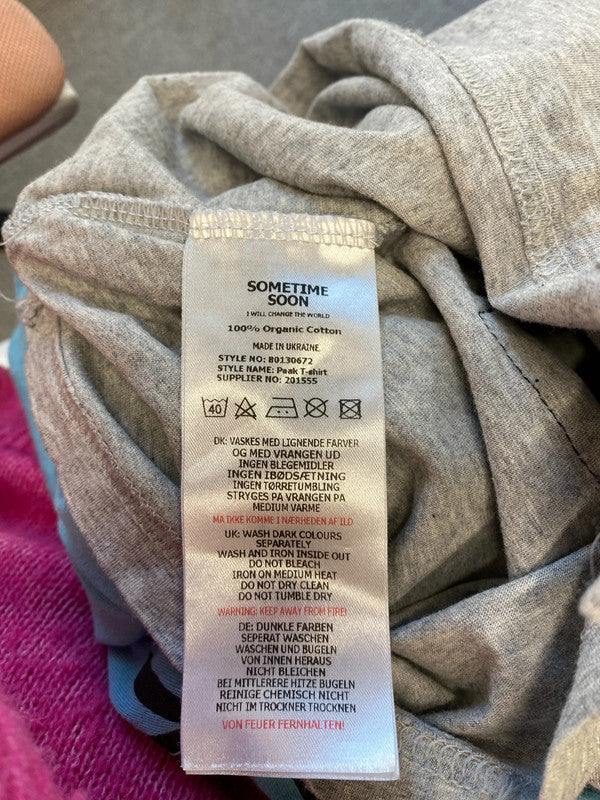 SOMETIME
SOON
I WILL CHANGE THE WORLD
100% Organic Cotton
MADE IN UKRAINE
STYLE NO: B0130672
STYLE NAME: Peak T-shirt
SUPPLIER NO: 201555
40
DK: VASKES MED LIGNENDE FARVER
OG MED VRANGEN UD
INGEN BLEGEMIDLER
INGEN IBØDSÆTNING
INGEN TØRRETUMBLING
STRYGES PÅ VRANGEN PÅ
MEDIUM VARME
MA IKKE KOMME I NÆRHEDEN AF ILD
UK: WASH DARK COLOURS
SEPERATELY
WASH AND IRON INSIDE OUT
DO NOT BLEACH
IRON ON MEDIUM HEAT
DO NOT DRY CLEAN
DO NOT TUMBLE DRY
WARNING: KEEP AWAY FROM FIRE!
DE: DUNKLE FARBEN
SEPERAT WASCHEN
WASCHEN UND BUGELN
VON INNEN HERAUS
NICHT BLEICHEN
BEI MITTLERERE HITZE BUGELN
REINIGE CHEMISCH NICHT
NICHT IM TROCKNER TROCKNEN
VON FEUER FERNHALTEN!